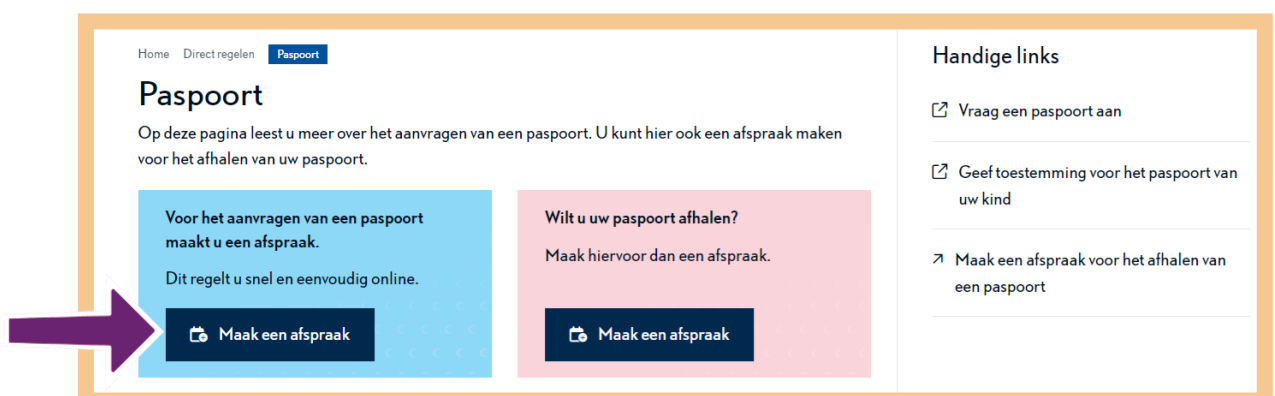 Home Direct regelen Paspoort
Paspoort
Op deze pagina leest u meer over het aanvragen van een paspoort. U kunt hier ook een afspraak maken
voor het afhalen van uw paspoort.
Voor het aanvragen van een paspoort
maakt u een afspraak.
Dit regelt u snel en eenvoudig online.
Maak een afspraak
Wilt u uw paspoort afhalen?
Maak hiervoor dan een afspraak.
Maak een afspraak
Handige links
Vraag een paspoort aan
Geef toestemming voor het paspoort van
uw kind
Maak een afspraak voor het afhalen van
een paspoort